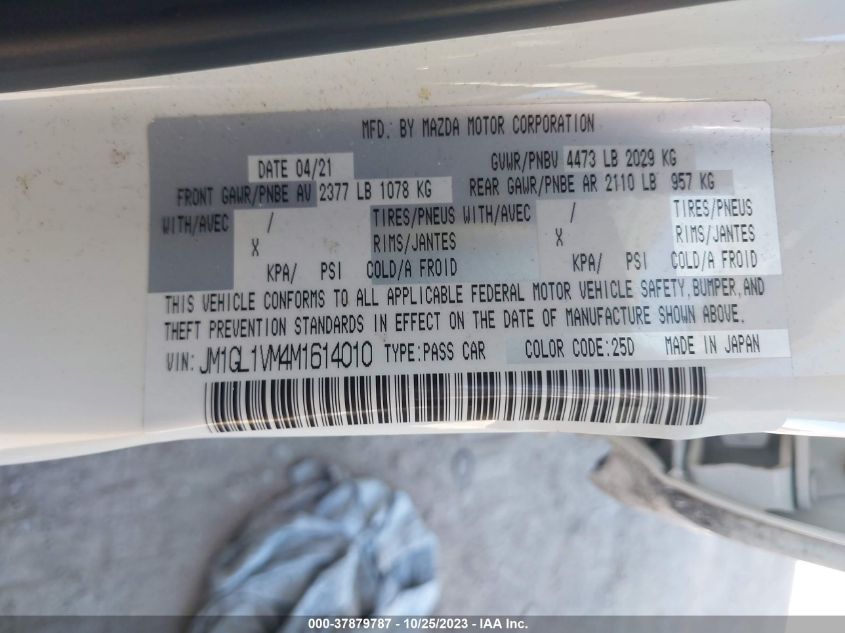 MFD. BY MAZDA MOTOR CORPORATION
DATE 04/21 GVWR/PNBV 4473 LB 2029 KG
FRONT GAWR/PNBE AV 2377 LB 1078 KG REAR GAWR/PNBE AR 2110 LB 957 KG
WITH/AVEC / TIRES/PNEUS WITH/AVEC / TIRES/PNEUS
X RIMS/JANTES X RIMS/JANTES
KPA/ PSI COLD/A FROID KPA/ PSI COLD/A FROID
THIS VEHICLE CONFORMS TO ALL APPLICABLE FEDERAL MOTOR VEHICLE SAFETY,BUMPER,AND
THEFT PREVENTION STANDARDS IN EFFECT ON THE DATE OF MANUFACTURE SHOWN ABOVE.
VIN: JM1GL1VM4M1614010 TYPE:PASS CAR COLOR CODE:25D MADE IN JAPAN
000-37879787 - 10/25/2023 - IAA Inc.